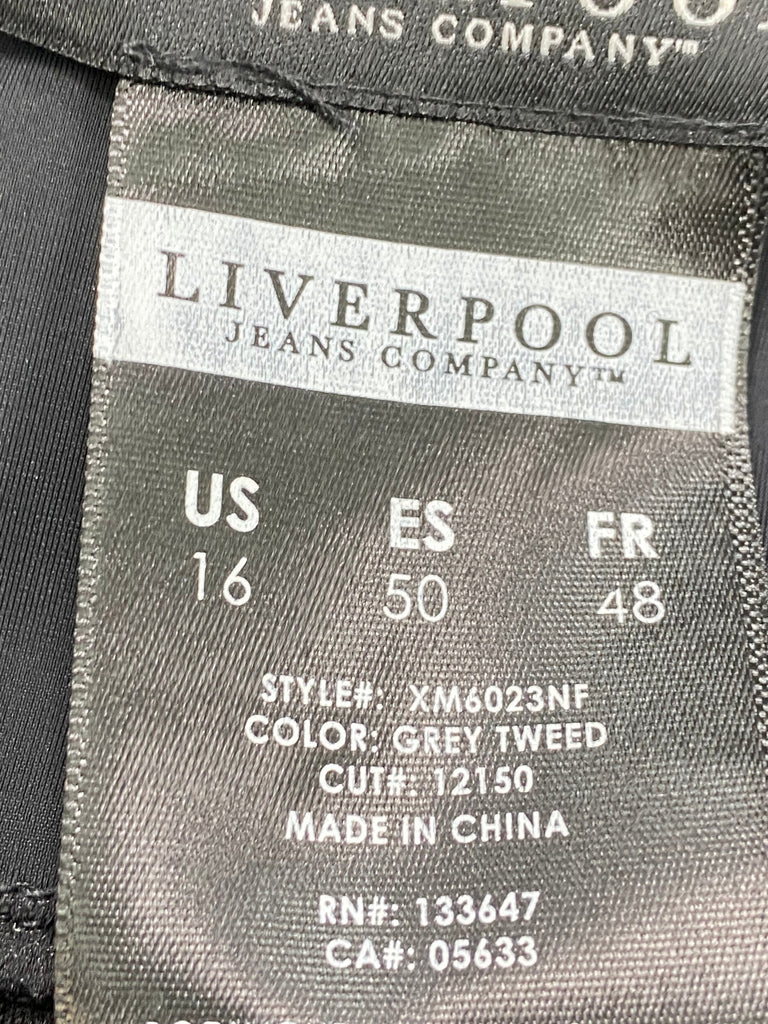 JEANS COMPANY™
LIVERPOOL
JEANS COMPANY™
US ES FR
16 50 48
STYLE#: XM6023NF
COLOR: GREY TWEED
CUT#: 12150
MADE IN CHINA
RN#: 133647
CA#: 05633